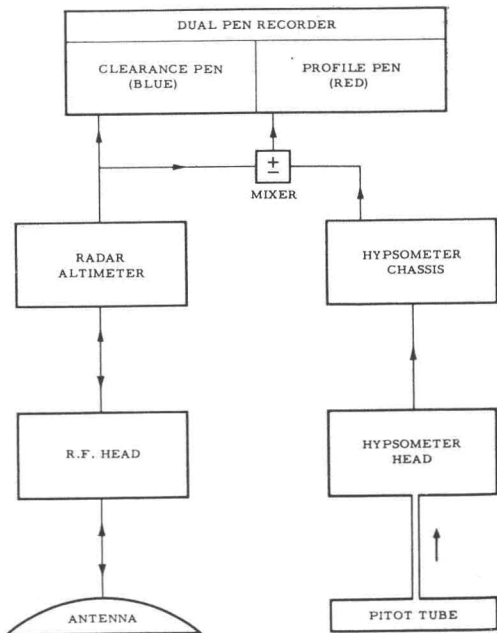 DUAL PEN RECORDER
CLEARANCE PEN
(BLUE)
PROFILE PEN
(RED)
±
MIXER
RADAR
ALTIMETER
HYPSOMETER
CHASSIS
R.F. HEAD
HYPSOMETER
HEAD
ANTENNA
PITOT TUBE